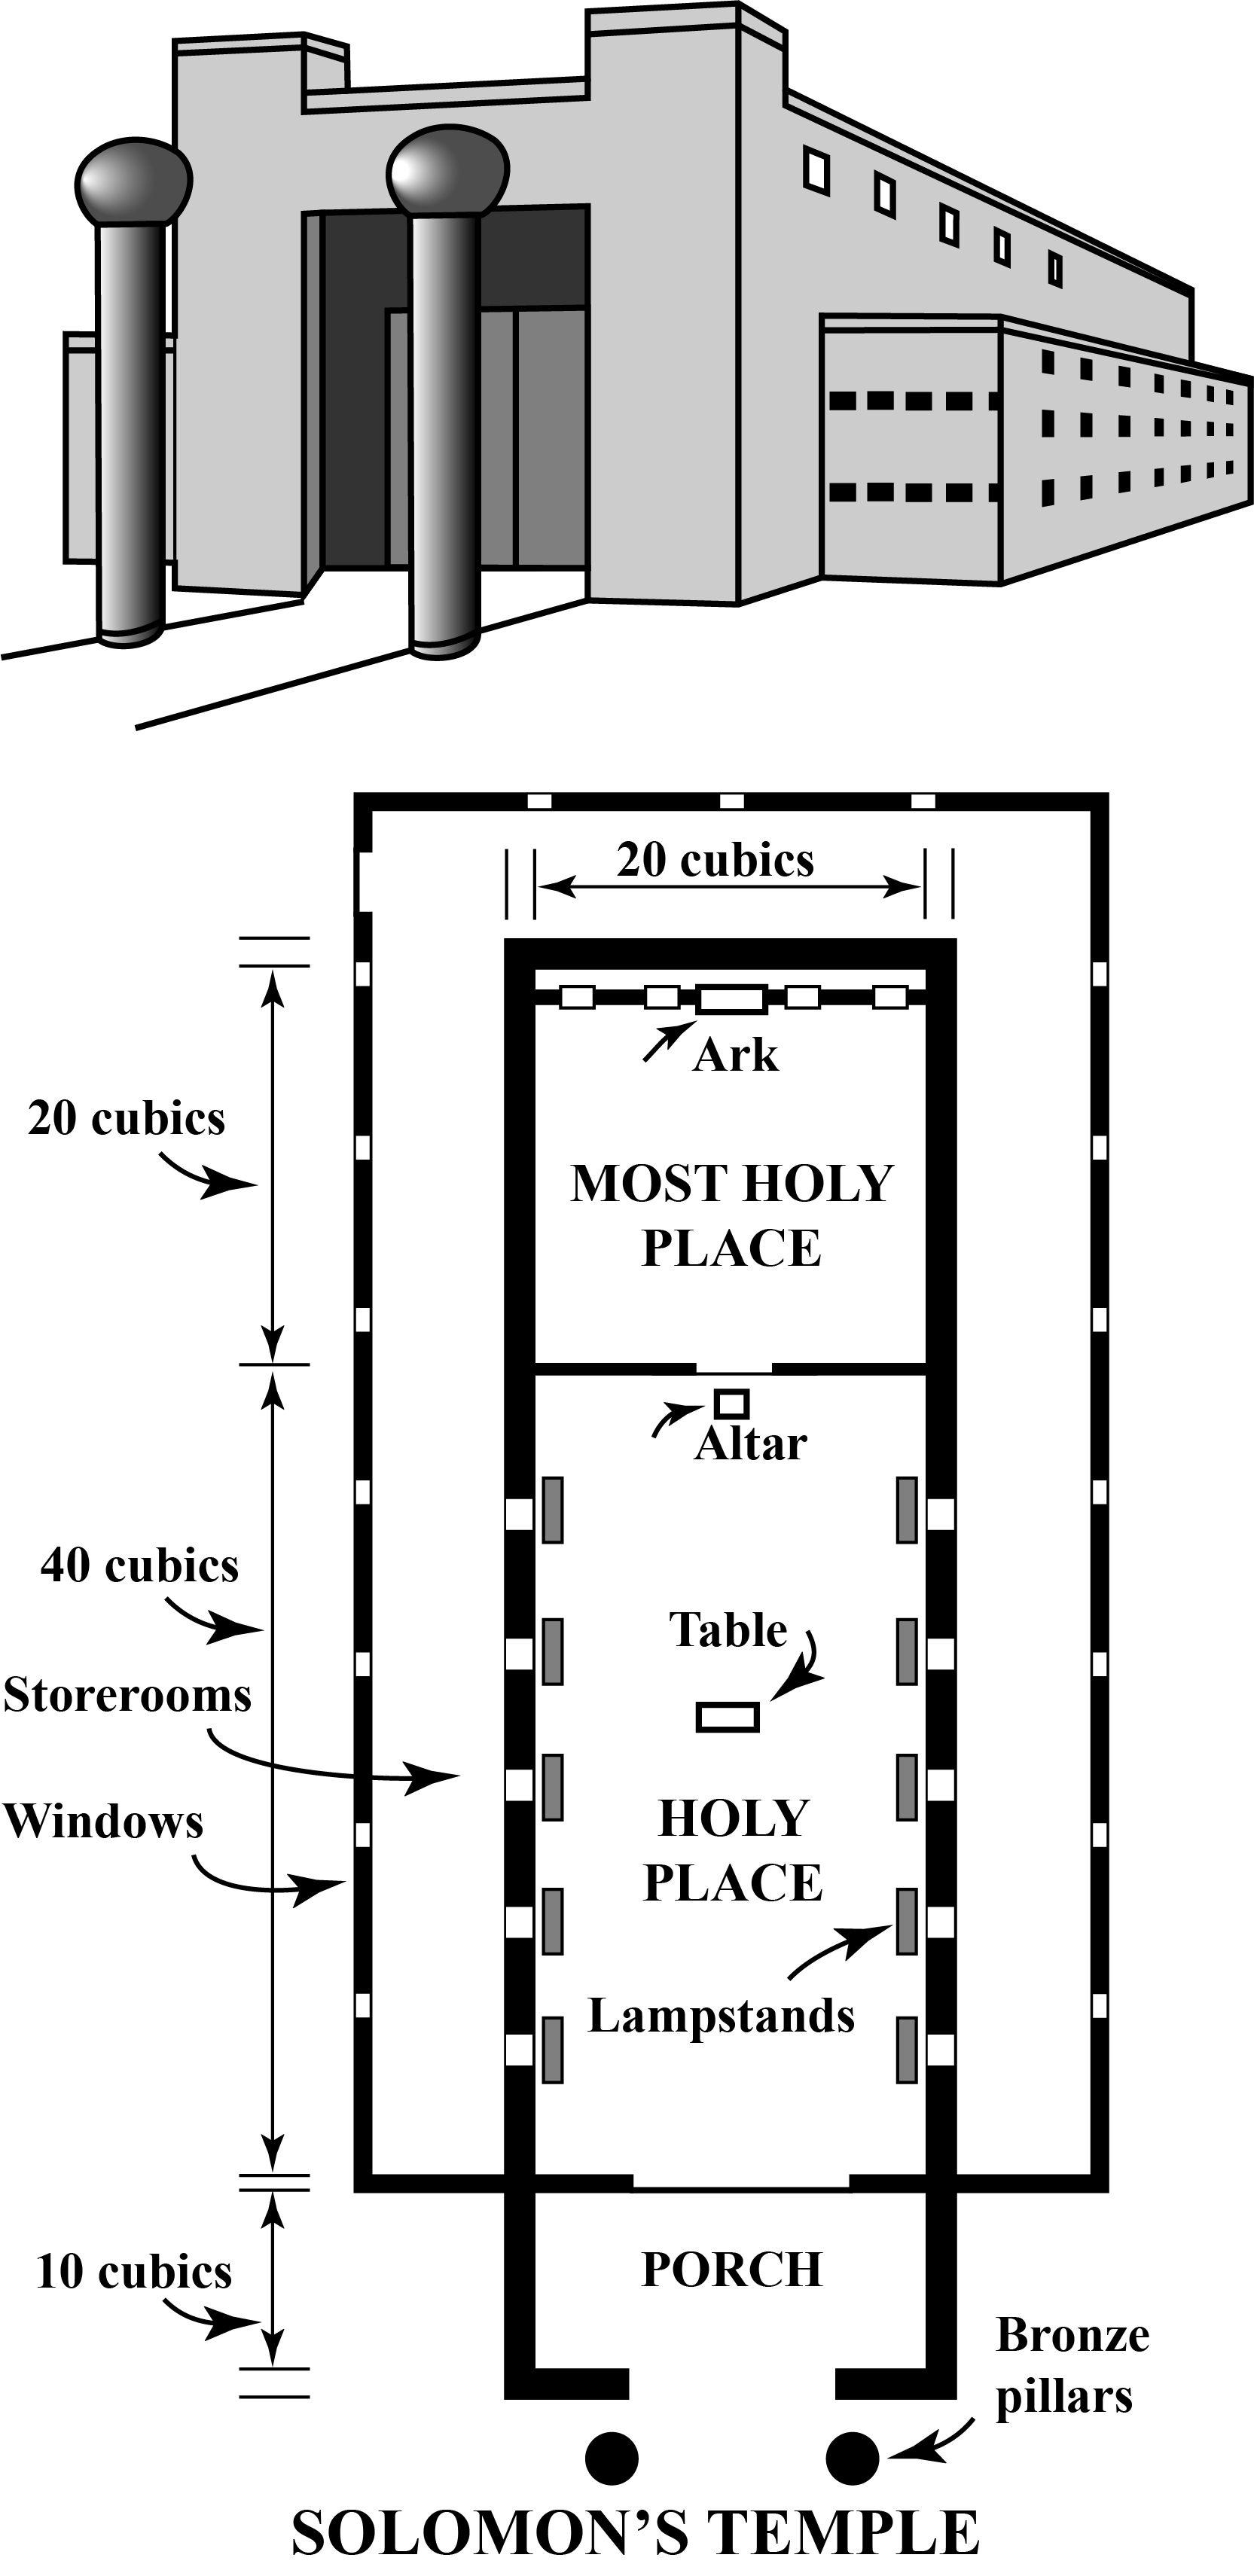 20 cubics
Ark
20 cubics
MOST HOLY
PLACE
Altar
40 cubics
Table
Storerooms
Windows
HOLY
PLACE
Lampstands
10 cubics
PORCH
Bronze
pillars
SOLOMON’S TEMPLE